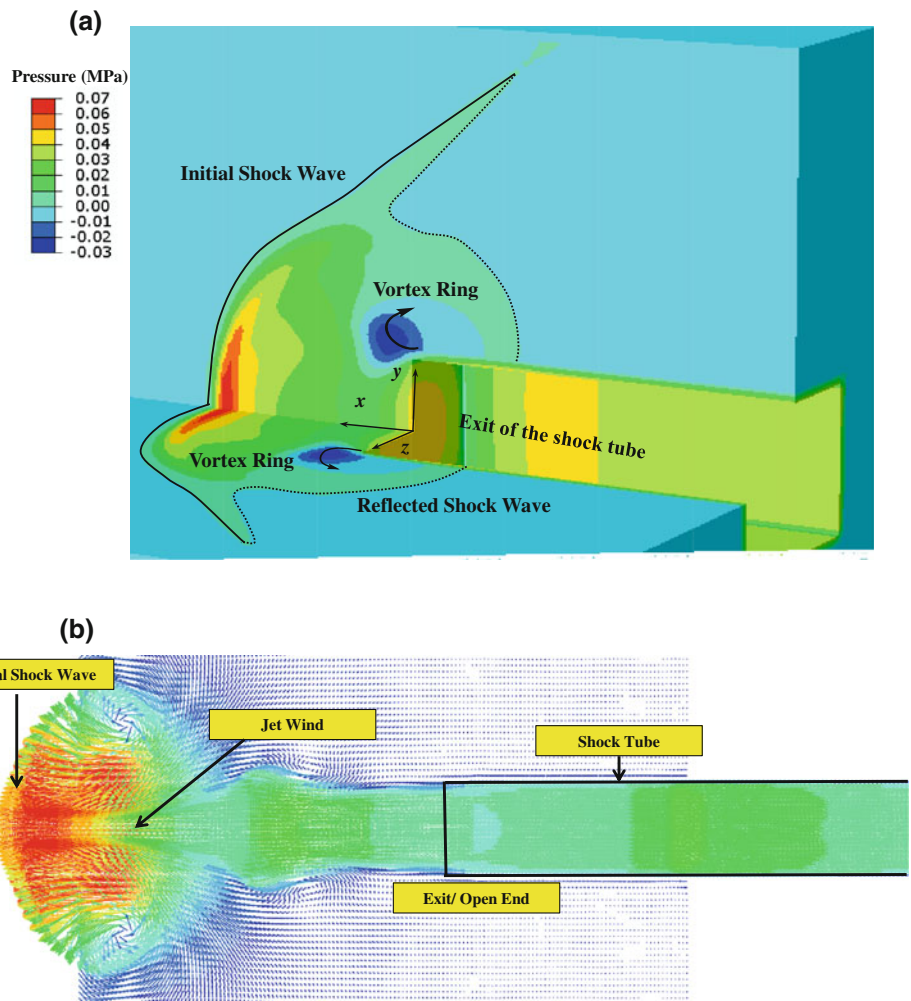 (a)
Pressure (MPa)
0.07
0.06
0.05
0.04
0.03
0.02
0.01
0.00
-0.01
-0.02
-0.03
Initial Shock Wave
Vortex Ring
y
x
z
Exit of the shock tube
Vortex Ring
Reflected Shock Wave
(b)
al Shock Wave
Jet Wind
Shock Tube
Exit/ Open End